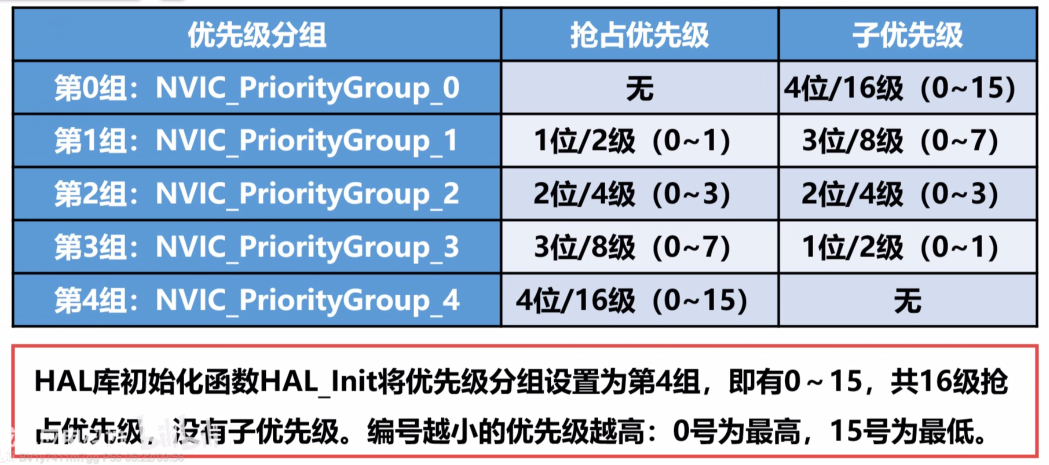 优先级分组 抢占优先级 子优先级
第0组：NVIC_PriorityGroup_0 无 4位/16级（0~15）
第1组：NVIC_PriorityGroup_1 1位/2级（0~1） 3位/8级（0~7）
第2组：NVIC_PriorityGroup_2 2位/4级（0~3） 2位/4级（0~3）
第3组：NVIC_PriorityGroup_3 3位/8级（0~7） 1位/2级（0~1）
第4组：NVIC_PriorityGroup_4 4位/16级（0~15） 无
HAL库初始化函数HAL_Init将优先级分组设置为第4组，即有0～15，共16级抢
占优先级，没有子优先级。编号越小的优先级越高：0号为最高，15号为最低。